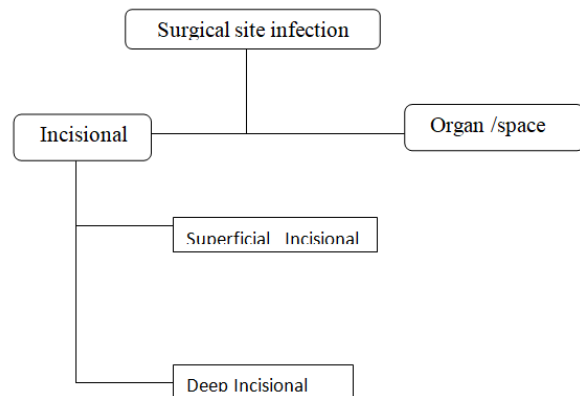 Surgical site infection
Incisional
Organ /space
Superficial Incisional
Deep Incisional